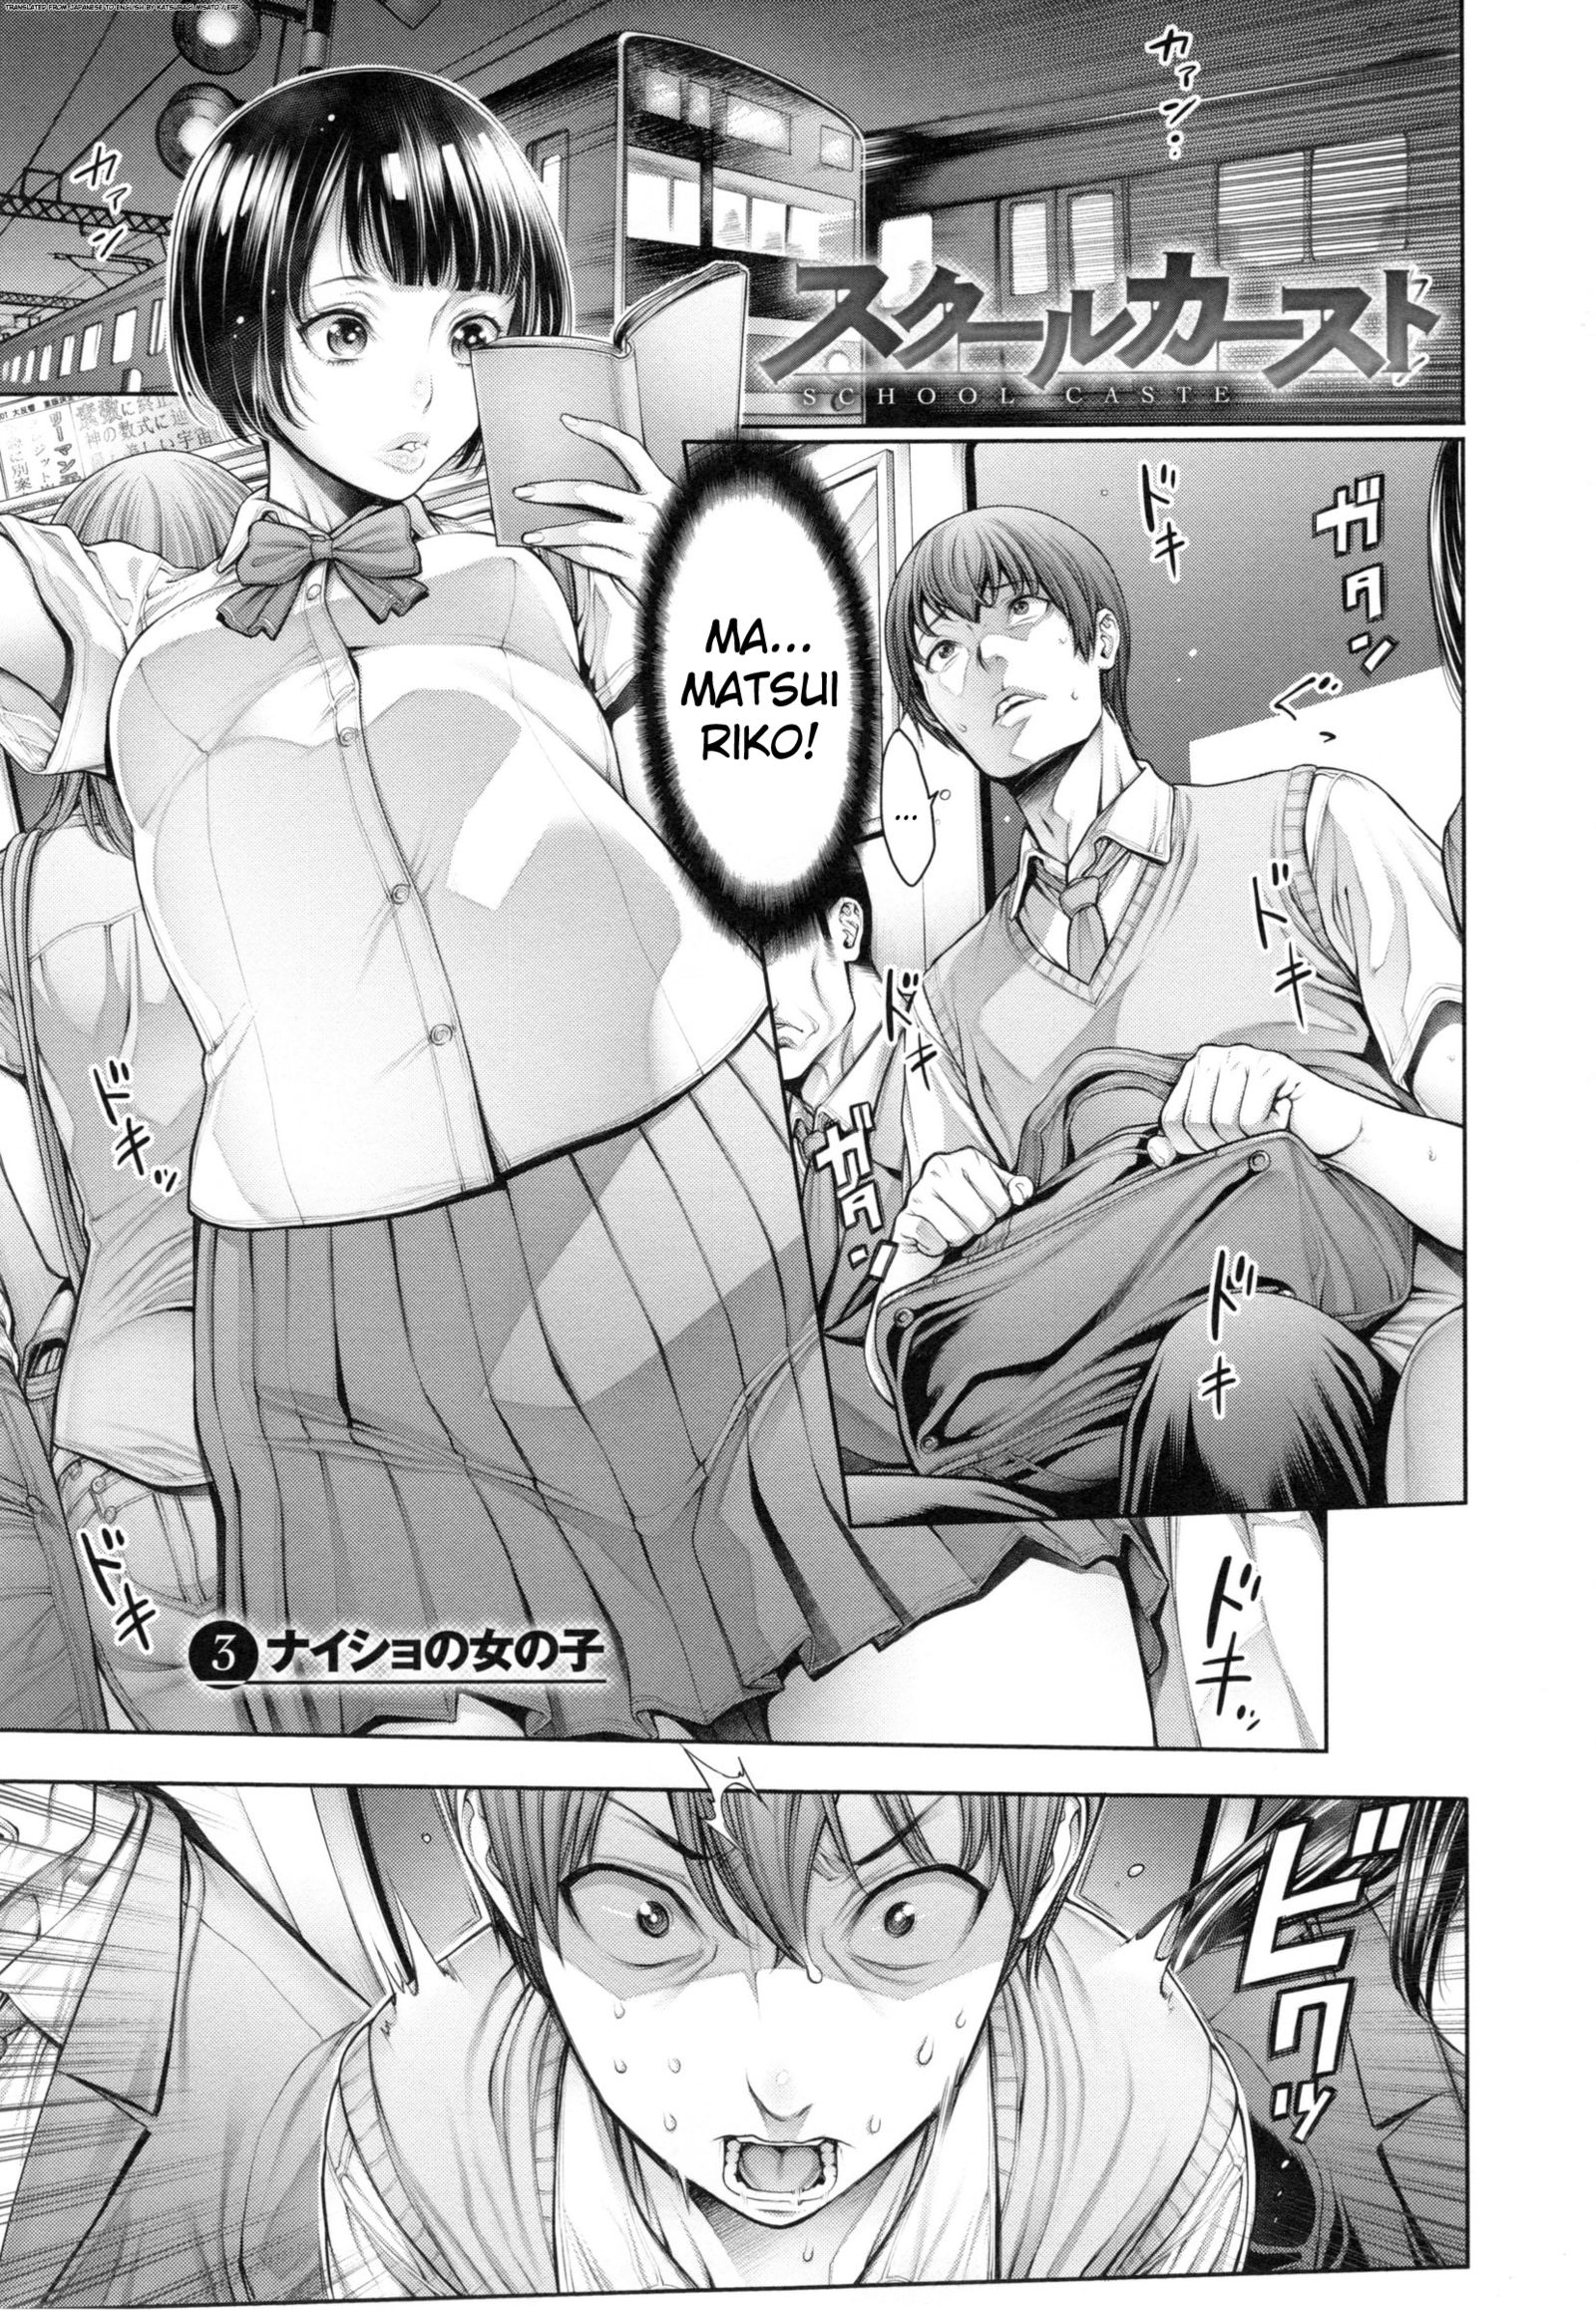 TRANSLATED FROM JAPANESE TO ENGLISH BY KATSURAGI MISATO / ERF
カァン・
カァン
スクールカースト
SCHOOL CASTE
ドキ
ガタン
MA...
MATSUI
RIKO!
...
ドキ
ドキ
ガタン
ドキッ
ドキ
ドキ
ドキッ
3 ナイショの女の子
ビクッ